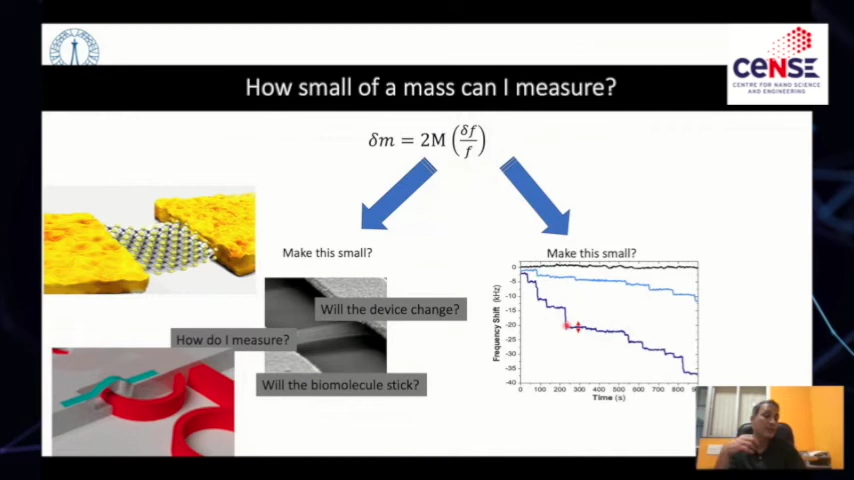 How small of a mass can I measure?
CeNSE
CENTRE FOR NANO SCIENCE
AND ENGINEERING
δm = 2M (δf/f)
Make this small?
Make this small?
Will the device change?
How do I measure?
Will the biomolecule stick?
Frequency Shift (kHz)
0
-5
-10
-15
-20
-25
-30
-35
-40
0 100 200 300 400 500 600 700 800
Time (s)